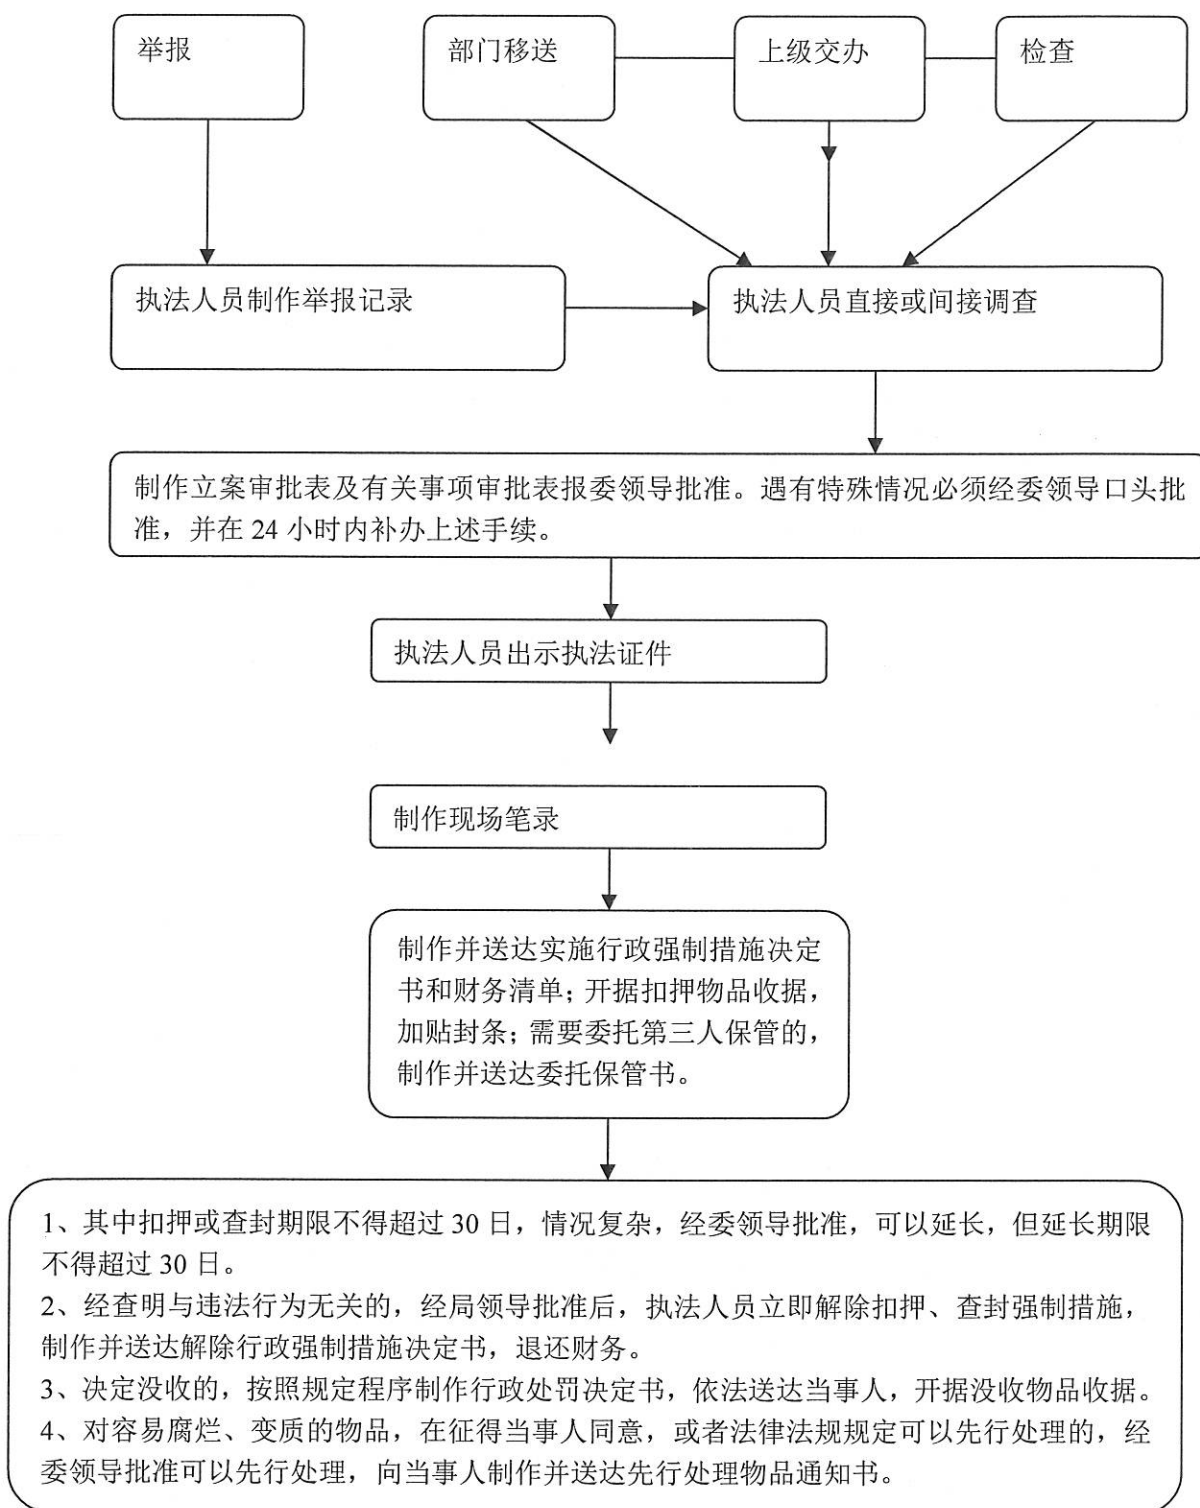 举报
部门移送
上级交办
检查
执法人员制作举报记录
执法人员直接或间接调查
制作立案审批表及有关事项审批表报委领导批准。遇有特殊情况必须经委领导口头批
准，并在 24 小时内补办上述手续。
执法人员出示执法证件
制作现场笔录
制作并送达实施行政强制措施决定
书和财务清单；开据扣押物品收据，
加贴封条；需要委托第三人保管的，
制作并送达委托保管书。
1、其中扣押或查封期限不得超过 30 日，情况复杂，经委领导批准，可以延长，但延长期限
不得超过 30 日。
2、经查明与违法行为无关的，经局领导批准后，执法人员立即解除扣押、查封强制措施，
制作并送达解除行政强制措施决定书，退还财务。
3、决定没收的，按照规定程序制作行政处罚决定书，依法送达当事人，开据没收物品收据。
4、对容易腐烂、变质的物品，在征得当事人同意，或者法律法规规定可以先行处理的，经
委领导批准可以先行处理，向当事人制作并送达先行处理物品通知书。